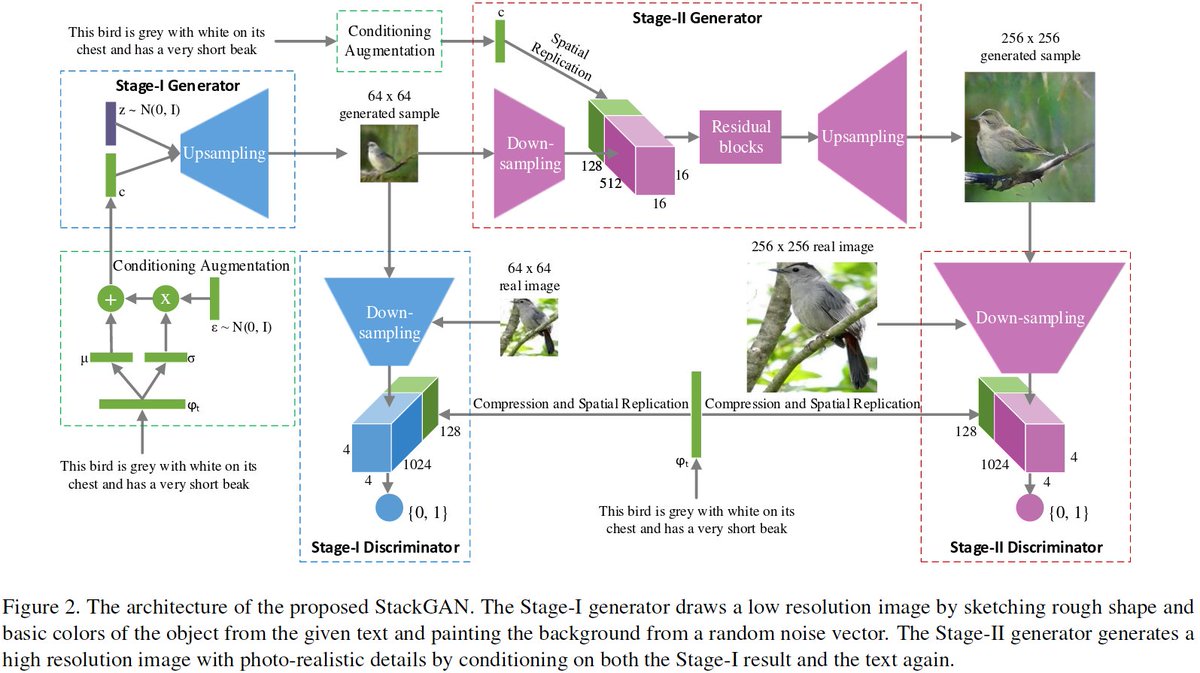 This bird is grey with white on its
chest and has a very short beak
Conditioning
Augmentation
c
Stage-II Generator
Spatial
Replication
256 x 256
generated sample
Stage-I Generator
z ~ N(0, I)
c
Upsampling
64 x 64
generated sample
Down-
sampling
128
512
16
16
Residual
blocks
Upsampling
Conditioning Augmentation
+
X
ε ~ N(0, I)
μ
σ
φt
This bird is grey with white on its
chest and has a very short beak
64 x 64
real image
Down-
sampling
4
4
1024
128
{0, 1}
Stage-I Discriminator
256 x 256 real image
Compression and Spatial Replication
Compression and Spatial Replication
φt
This bird is grey with white on its
chest and has a very short beak
Down-sampling
128
1024
4
4
{0, 1}
Stage-II Discriminator
Figure 2. The architecture of the proposed StackGAN. The Stage-I generator draws a low resolution image by sketching rough shape and
basic colors of the object from the given text and painting the background from a random noise vector. The Stage-II generator generates a
high resolution image with photo-realistic details by conditioning on both the Stage-I result and the text again.